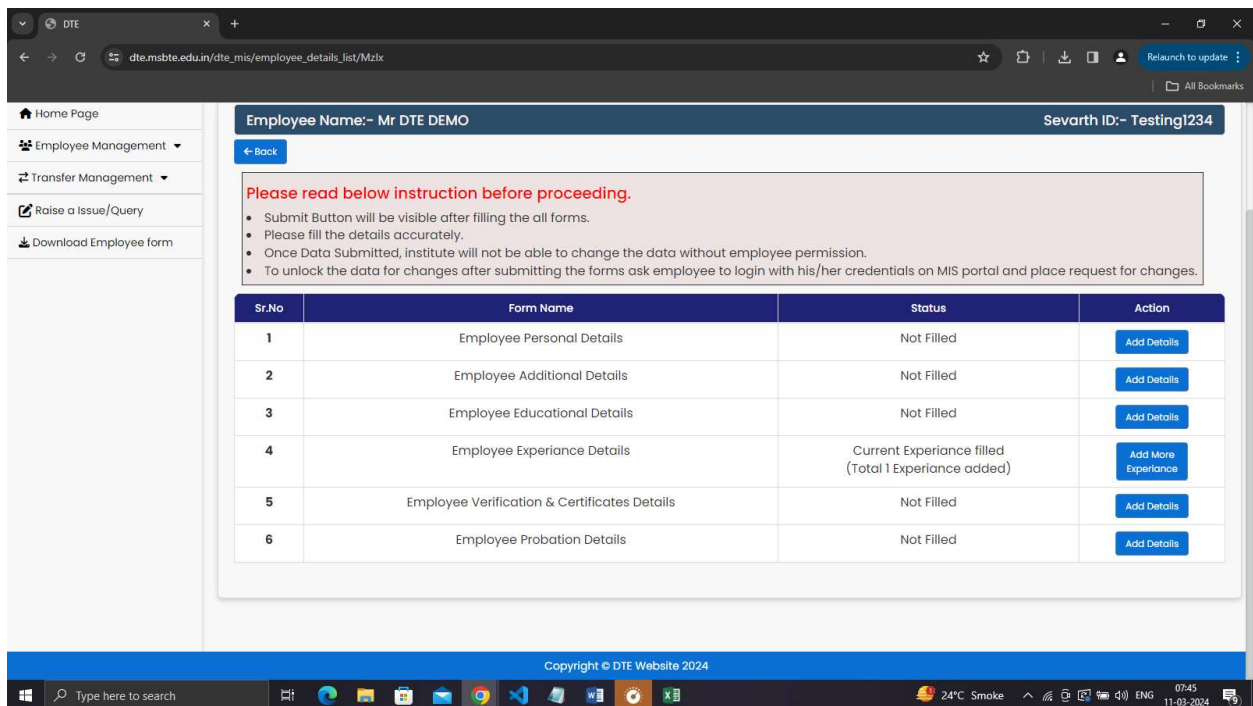 DTE
dte.msbte.edu.in/dte_mis/employee_details_list/MzIx
Relaunch to update
All Bookmarks
Home Page
Employee Management
Transfer Management
Raise a Issue/Query
Download Employee form
Employee Name:- Mr DTE DEMO Sevarth ID:- Testing1234
Back
Please read below instruction before proceeding.
Submit Button will be visible after filling the all forms.
Please fill the details accurately.
Once Data Submitted, institute will not be able to change the data without employee permission.
To unlock the data for changes after submitting the forms ask employee to login with his/her credentials on MIS portal and place request for changes.
Sr.No Form Name Status Action
1 Employee Personal Details Not Filled Add Details
2 Employee Additional Details Not Filled Add Details
3 Employee Educational Details Not Filled Add Details
4 Employee Experiance Details Current Experiance filled Add More
(Total 1 Experiance added) Experiance
5 Employee Verification & Certificates Details Not Filled Add Details
6 Employee Probation Details Not Filled Add Details
Copyright © DTE Website 2024
Type here to search
24°C Smoke ENG 07:45
11-03-2024